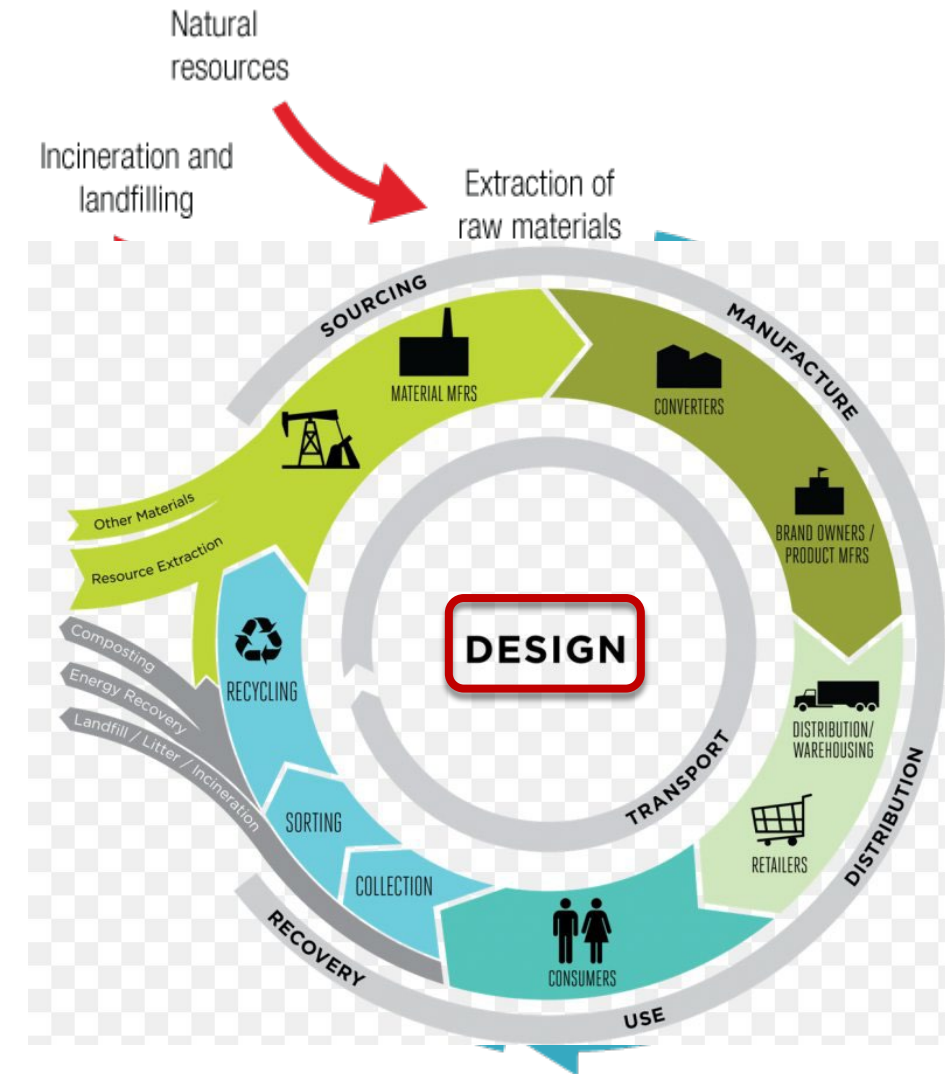 Natural
resources
Incineration and
landfilling
Extraction of
raw materials
SOURCING
MANUFACTURE
MATERIAL MFRS
CONVERTERS
Other Materials
Resource Extraction
BRAND OWNERS /
PRODUCT MFRS
Composting
Energy Recovery
Landfill / Litter / Incineration
RECYCLING
DESIGN
DISTRIBUTION/
WAREHOUSING
TRANSPORT
SORTING
RETAILERS
DISTRIBUTION
COLLECTION
RECOVERY
CONSUMERS
USE